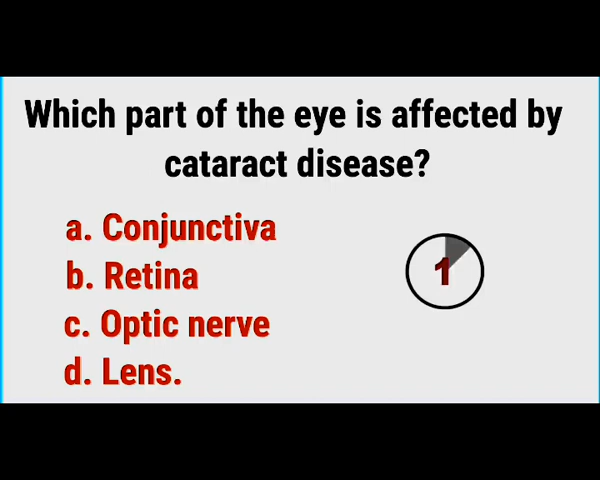 Which part of the eye is affected by
cataract disease?
a. Conjunctiva
b. Retina
1
c. Optic nerve
d. Lens.